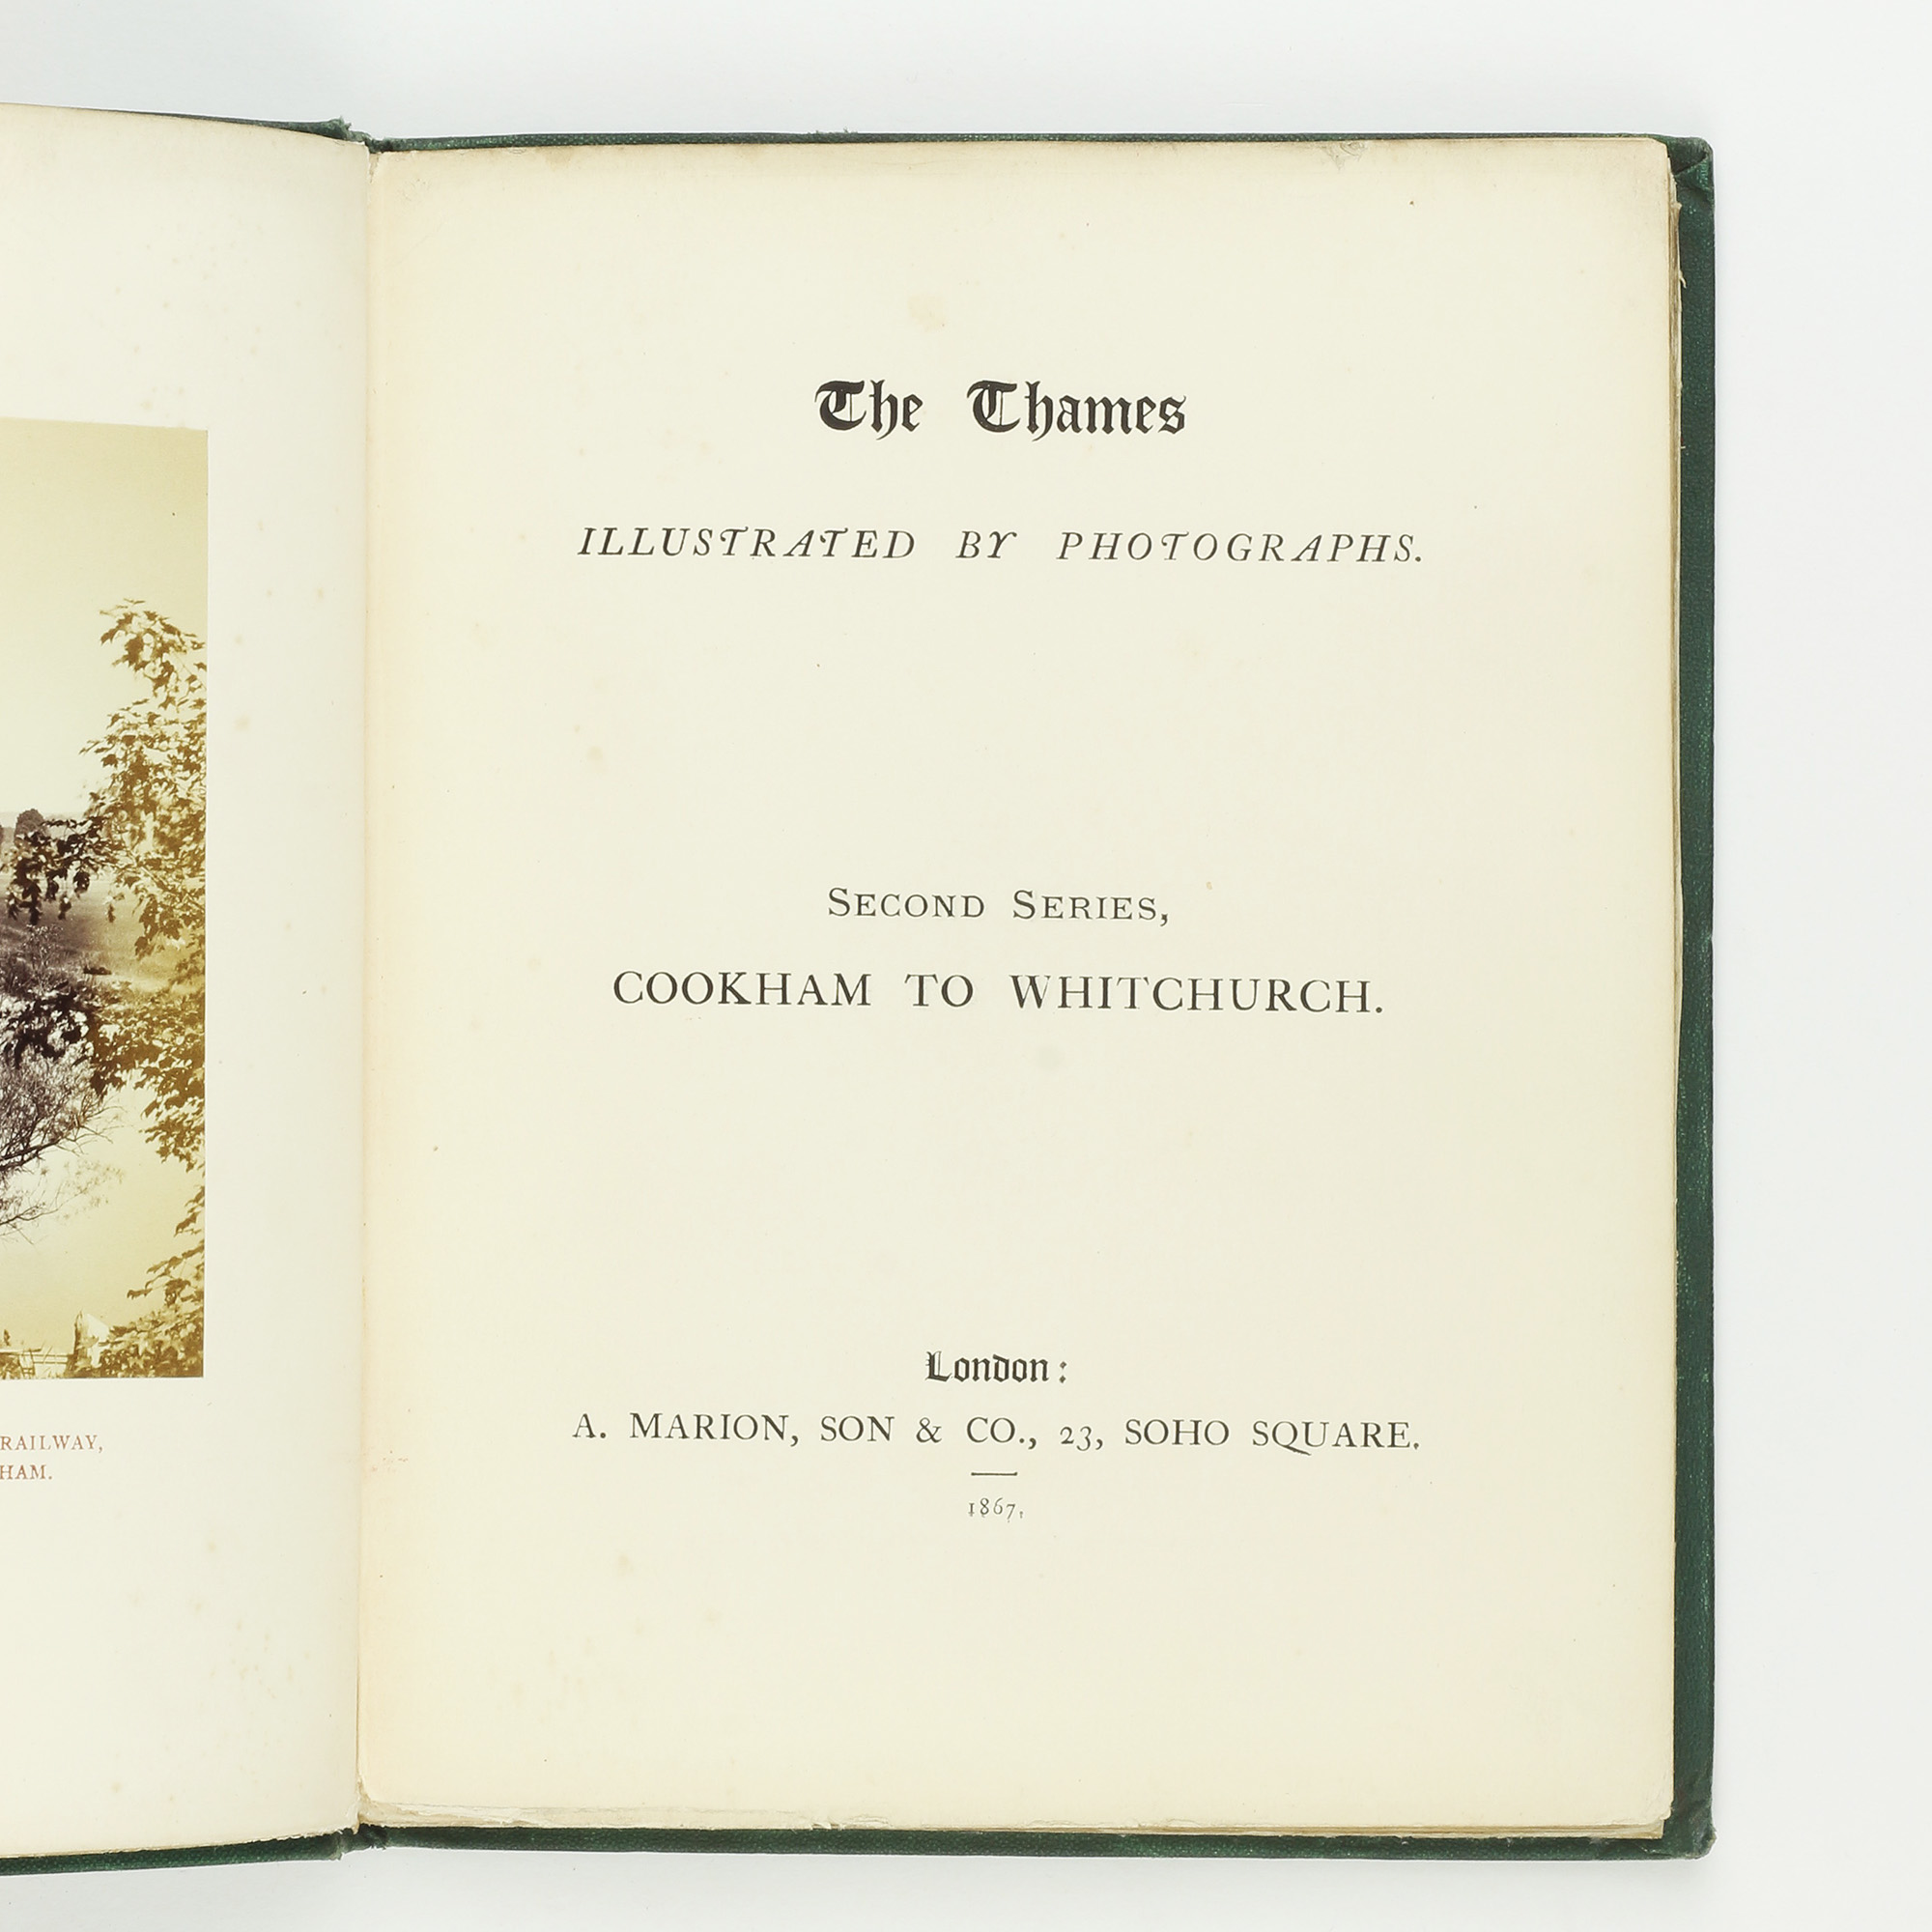 RAILWAY,
HAM.
The Thames
ILLUSTRATED BY PHOTOGRAPHS.
SECOND SERIES,
COOKHAM TO WHITCHURCH.
London:
A. MARION, SON & CO., 23, SOHO SQUARE.
1867.